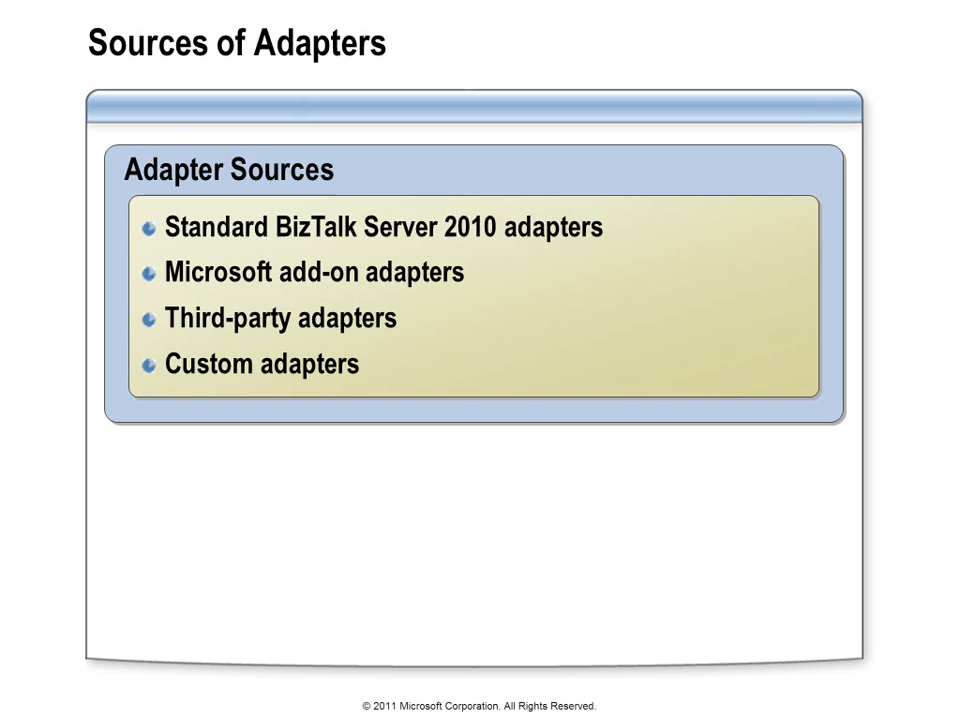 Sources of Adapters
Adapter Sources
Standard BizTalk Server 2010 adapters
Microsoft add-on adapters
Third-party adapters
Custom adapters
© 2011 Microsoft Corporation. All Rights Reserved.